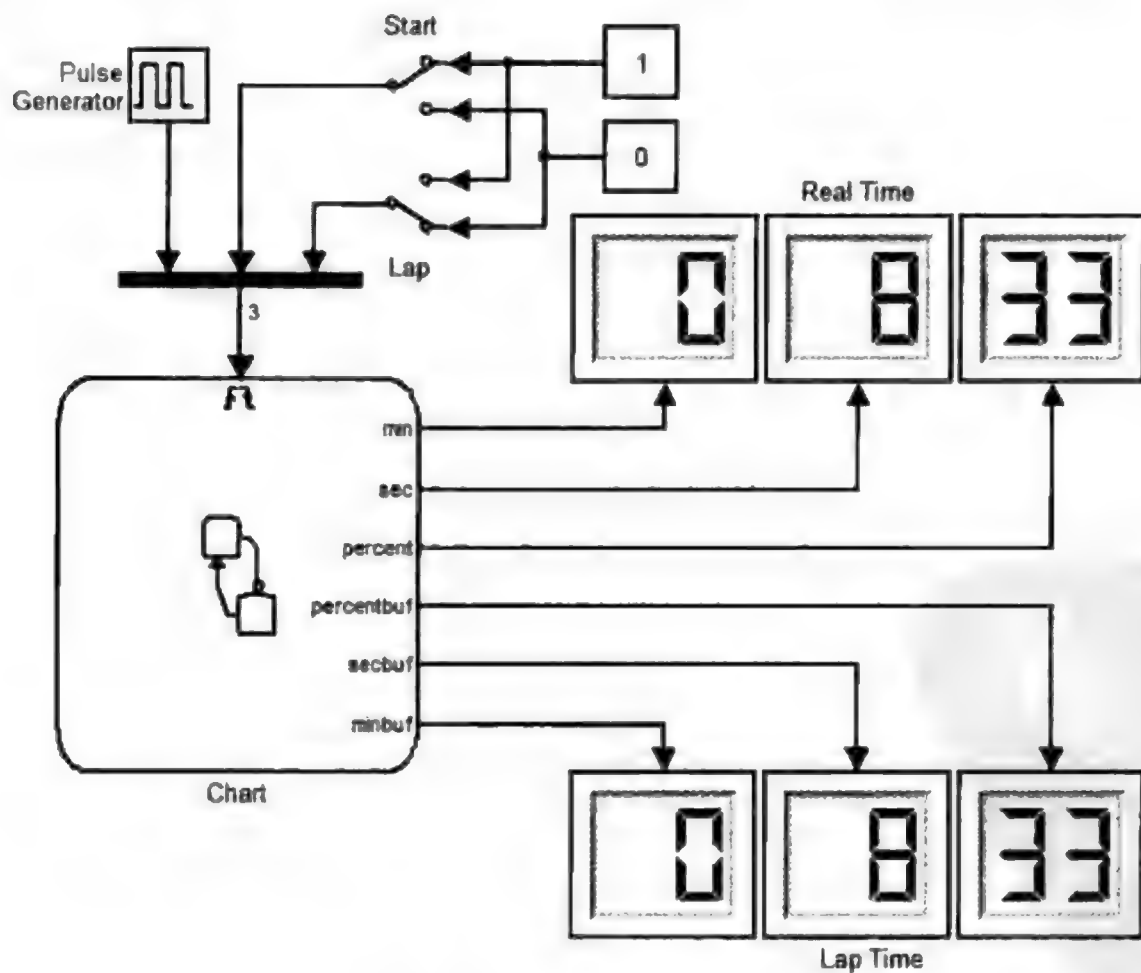 Start
Pulse
Generator
1
0
Real Time
Lap
3
0
8
33
min
sec
percent
percentbuf
secbuf
minbuf
Chart
0
8
33
Lap Time